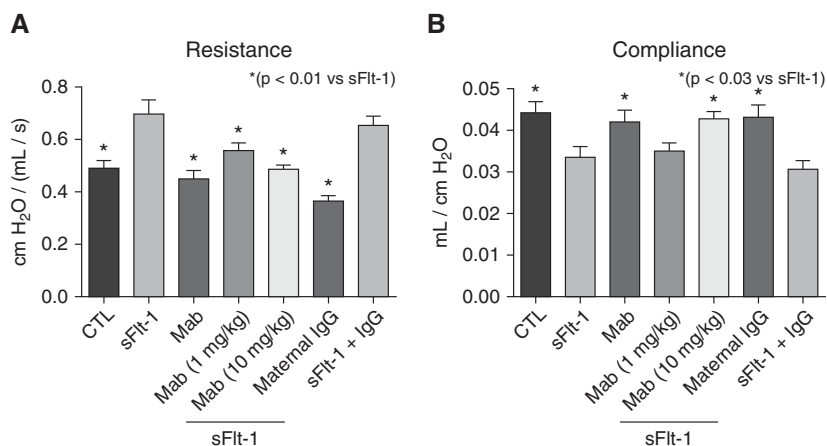 A
Resistance
*(p < 0.01 vs sFlt-1)
cm H₂O / (mL / s)
0.8
0.6
0.4
0.2
0.0
*
*
*
*
*
CTL
sFlt-1
Mab
Mab (1 mg/kg)
Mab (10 mg/kg)
Maternal IgG
sFlt-1 + IgG
sFlt-1
B
Compliance
*(p < 0.03 vs sFlt-1)
mL / cm H₂O
0.05
0.04
0.03
0.02
0.01
0.00
*
*
*
*
CTL
sFlt-1
Mab
Mab (1 mg/kg)
Mab (10 mg/kg)
Maternal IgG
sFlt-1 + IgG
sFlt-1